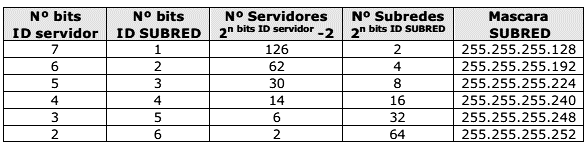 Nº bits ID servidor | Nº bits ID SUBRED | Nº Servidores 2^n bits ID servidor -2 | Nº Subredes 2^n bits ID SUBRED | Mascara SUBRED
7 | 1 | 126 | 2 | 255.255.255.128
6 | 2 | 62 | 4 | 255.255.255.192
5 | 3 | 30 | 8 | 255.255.255.224
4 | 4 | 14 | 16 | 255.255.255.240
3 | 5 | 6 | 32 | 255.255.255.248
2 | 6 | 2 | 64 | 255.255.255.252